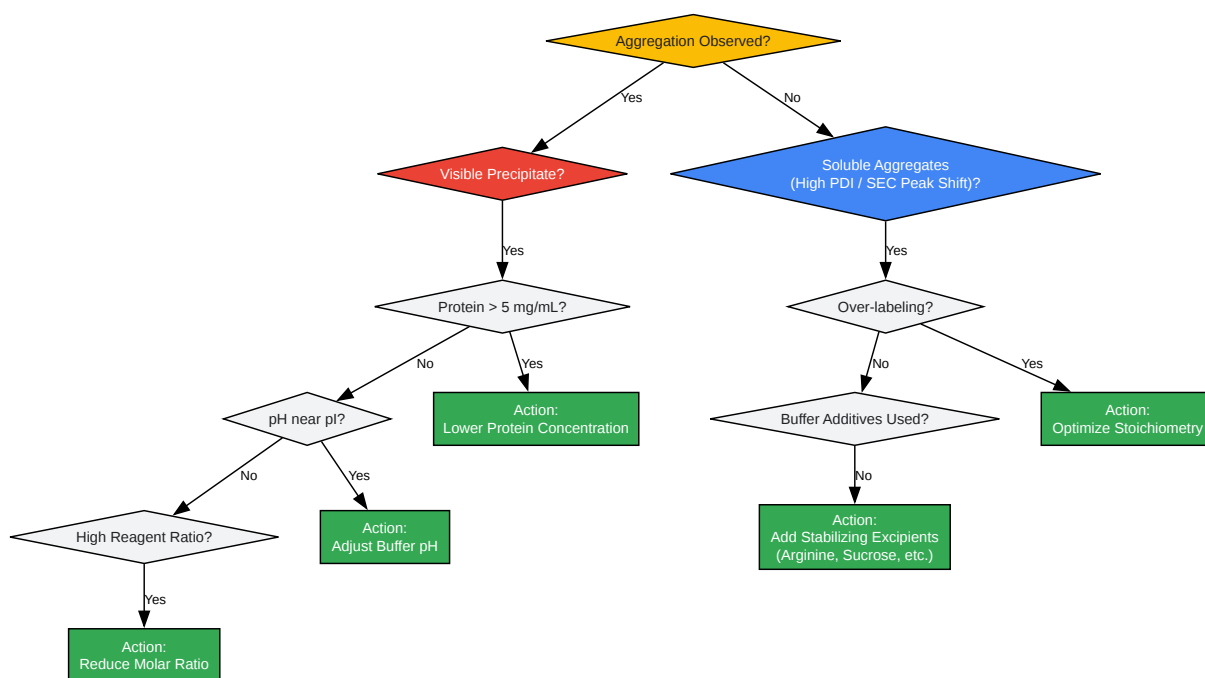 Aggregation Observed?
Yes
No
Visible Precipitate?
Soluble Aggregates
(High PDI / SEC Peak Shift)?
Yes
Yes
Protein > 5 mg/mL?
Over-labeling?
No
Yes
No
Yes
pH near pI?
Action:
Lower Protein Concentration
Buffer Additives Used?
Action:
Optimize Stoichiometry
No
Yes
No
High Reagent Ratio?
Action:
Adjust Buffer pH
Action:
Add Stabilizing Excipients
(Arginine, Sucrose, etc.)
Yes
Action:
Reduce Molar Ratio